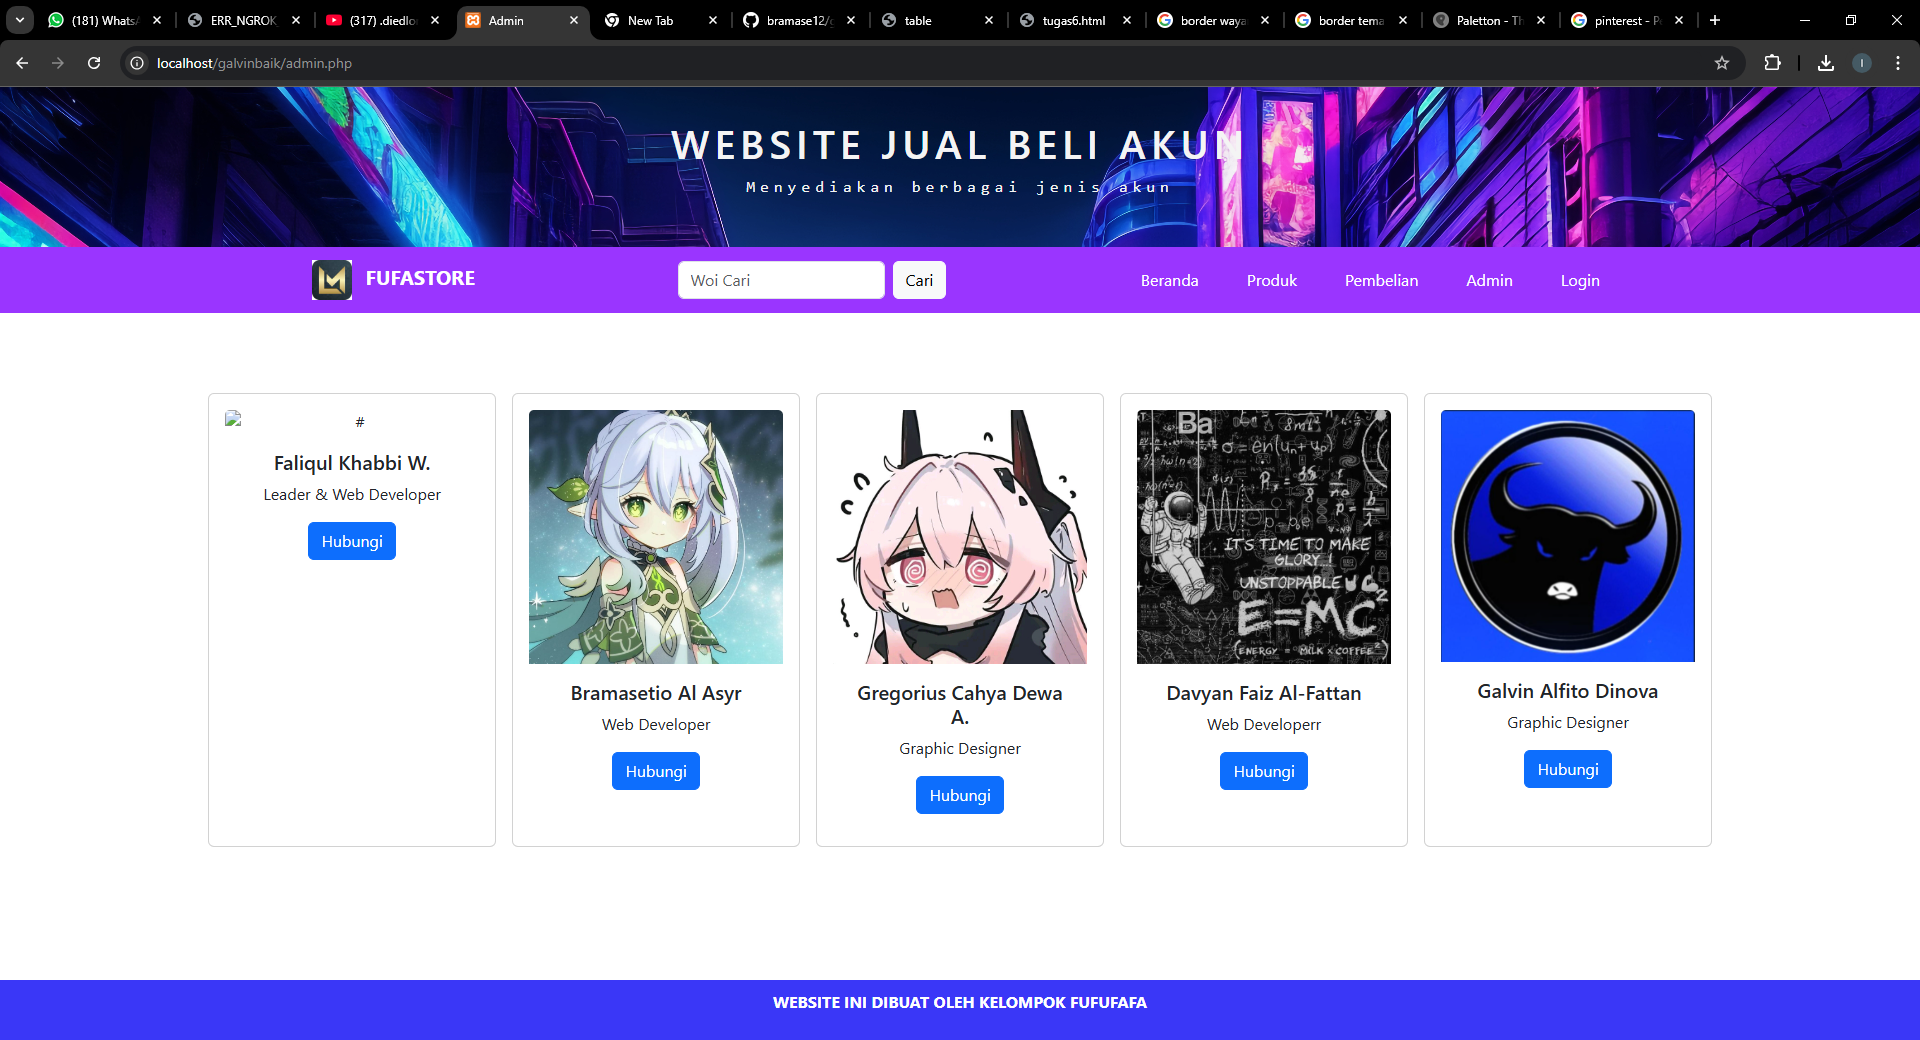 (181) WhatsA
ERR_NGROK
(317) .diedlo
Admin
New Tab
bramase12/g
table
tugas6.html
border waya
border tema
Paletton - Th
pinterest - Pe
localhost/galvinbaik/admin.php
I
WEBSITE JUAL BELI AKUN
Menyediakan berbagai jenis akun
FUFASTORE
Woi Cari
Cari
Beranda
Produk
Pembelian
Admin
Login
#
Faliqul Khabbi W.
Leader & Web Developer
Hubungi
Bramasetio Al Asyr
Web Developer
Hubungi
Gregorius Cahya Dewa
A.
Graphic Designer
Hubungi
Ba
IT'S TIME TO MAKE
GLORY..!
UNSTOPPABLE
E=MC2
(ENERGY = MILK x COFFEE²)
Davyan Faiz Al-Fattan
Web Developerr
Hubungi
Galvin Alfito Dinova
Graphic Designer
Hubungi
WEBSITE INI DIBUAT OLEH KELOMPOK FUFUFAFA